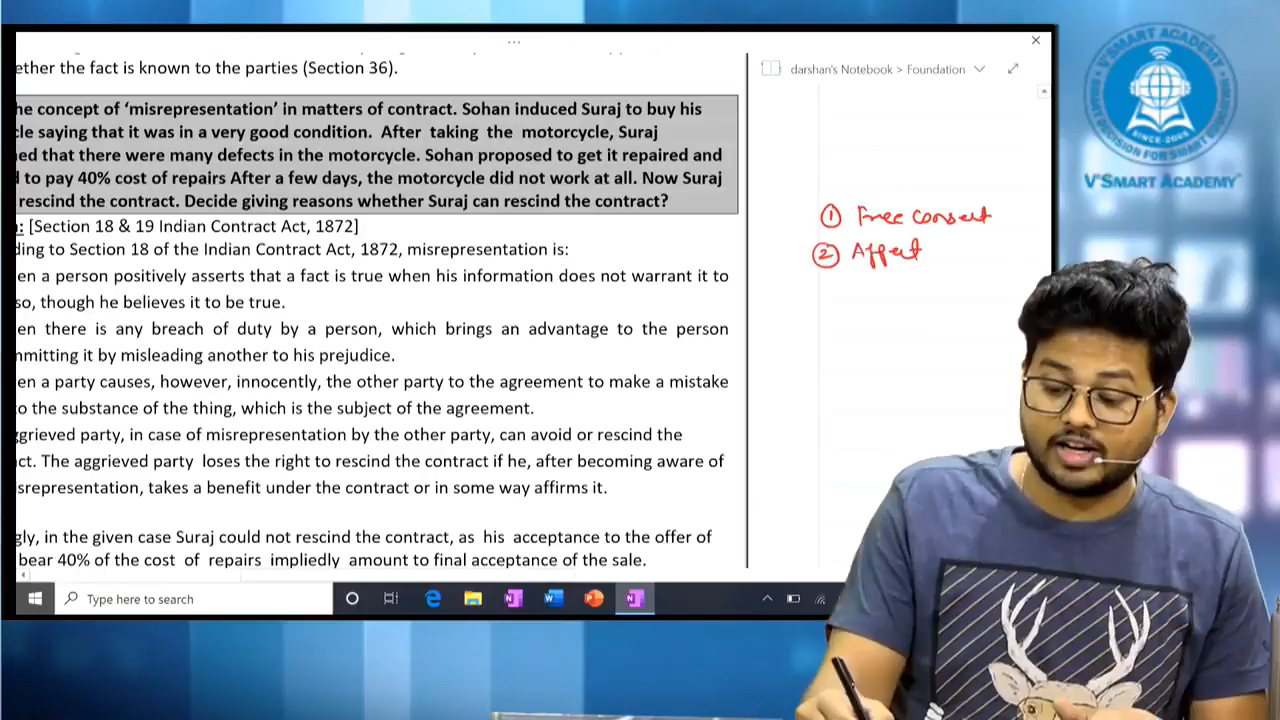 ether the fact is known to the parties (Section 36).
he concept of ‘misrepresentation’ in matters of contract. Sohan induced Suraj to buy his
cle saying that it was in a very good condition. After taking the motorcycle, Suraj
ned that there were many defects in the motorcycle. Sohan proposed to get it repaired and
d to pay 40% cost of repairs After a few days, the motorcycle did not work at all. Now Suraj
rescind the contract. Decide giving reasons whether Suraj can rescind the contract?
n: [Section 18 & 19 Indian Contract Act, 1872]
ding to Section 18 of the Indian Contract Act, 1872, misrepresentation is:
en a person positively asserts that a fact is true when his information does not warrant it to
so, though he believes it to be true.
en there is any breach of duty by a person, which brings an advantage to the person
mmitting it by misleading another to his prejudice.
en a party causes, however, innocently, the other party to the agreement to make a mistake
to the substance of the thing, which is the subject of the agreement.
ggrieved party, in case of misrepresentation by the other party, can avoid or rescind the
ct. The aggrieved party loses the right to rescind the contract if he, after becoming aware of
srepresentation, takes a benefit under the contract or in some way affirms it.
gly, in the given case Suraj could not rescind the contract, as his acceptance to the offer of
bear 40% of the cost of repairs impliedly amount to final acceptance of the sale.
darshan's Notebook > Foundation
① Free consent
② Affect
Type here to search
V'SMART ACADEMY
SINCE-2005
V'SMART ACADEMY